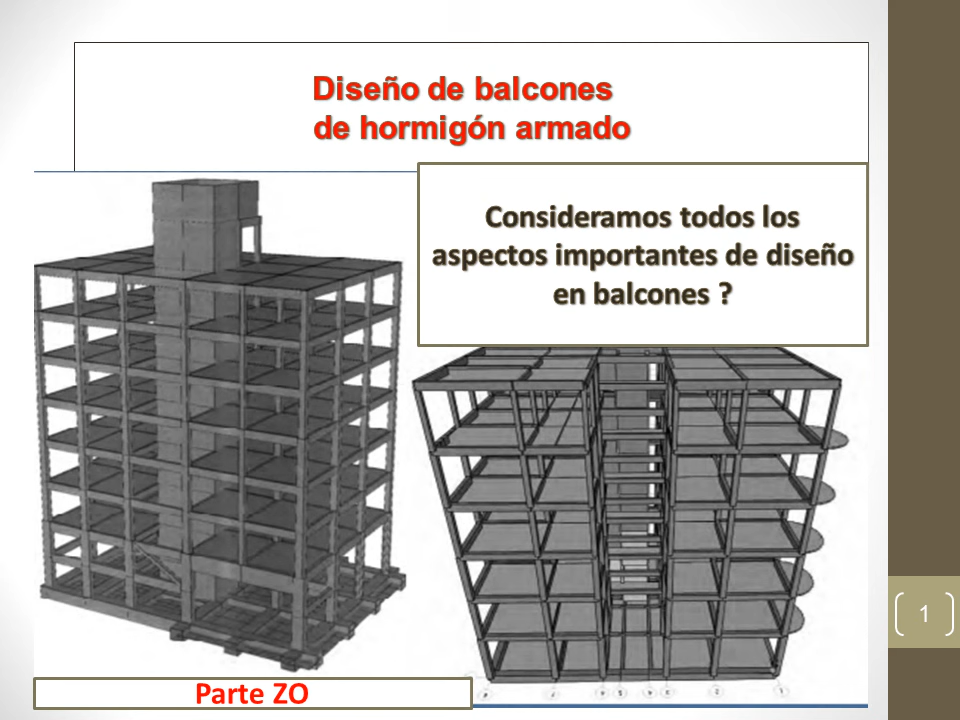 Diseño de balcones
de hormigón armado
Consideramos todos los
aspectos importantes de diseño
en balcones ?
1
Parte ZO